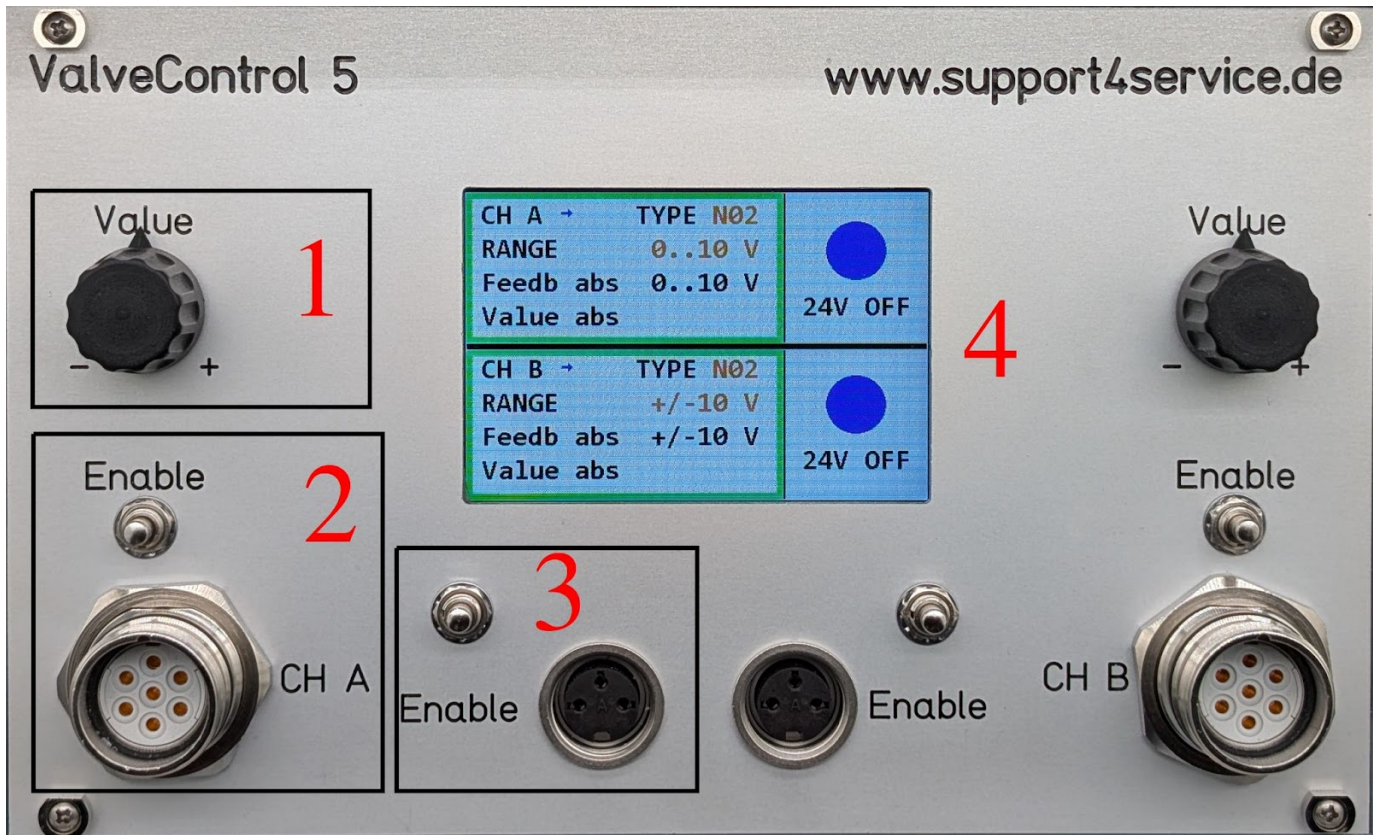 ValveControl 5
www.support4service.de
Value
1
- +
CH A → TYPE N02
RANGE 0..10 V
Feedb abs 0..10 V
Value abs
24V OFF
CH B → TYPE N02
RANGE +/-10 V
Feedb abs +/-10 V
Value abs
24V OFF
4
Value
- +
Enable
2
CH A
3
Enable
A
A
Enable
Enable
CH B